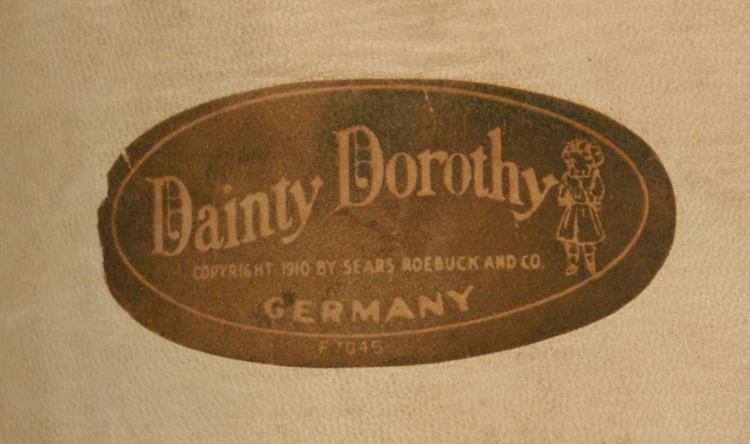 Dainty Dorothy
COPYRIGHT 1910 BY SEARS ROEBUCK AND CO.
GERMANY
F7045